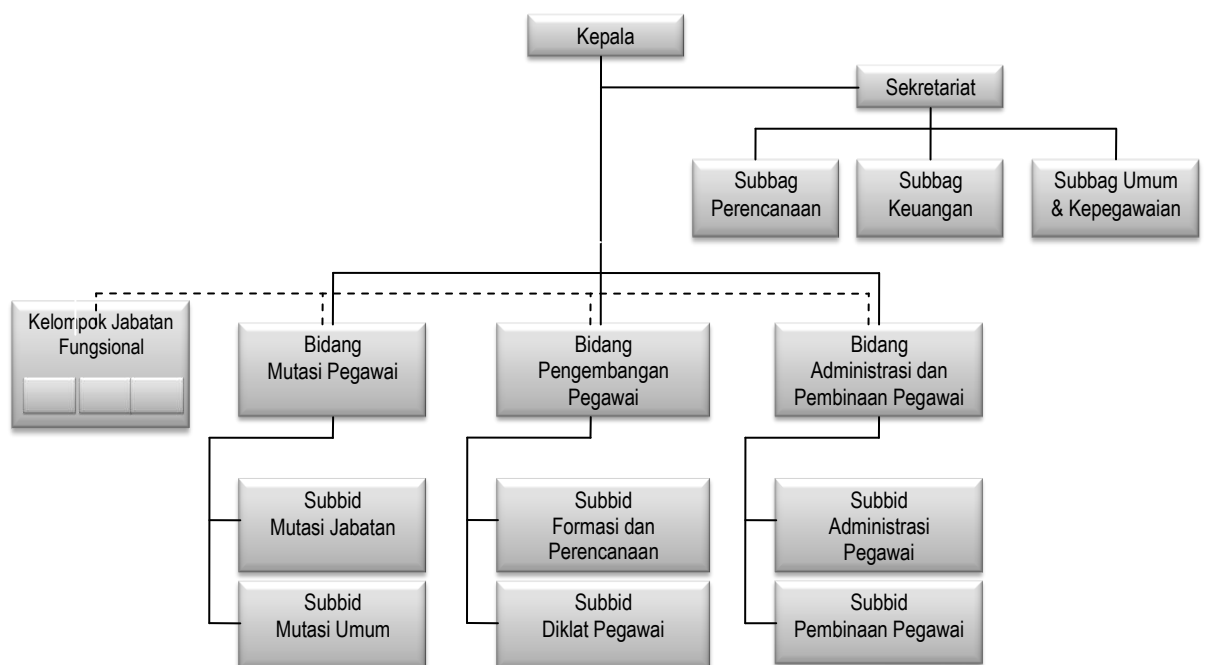 Kepala
Sekretariat
Subbag
Perencanaan
Subbag
Keuangan
Subbag Umum
& Kepegawaian
Kelompok Jabatan
Fungsional
Bidang
Mutasi Pegawai
Bidang
Pengembangan
Pegawai
Bidang
Administrasi dan
Pembinaan Pegawai
Subbid
Mutasi Jabatan
Subbid
Formasi dan
Perencanaan
Subbid
Administrasi
Pegawai
Subbid
Mutasi Umum
Subbid
Diklat Pegawai
Subbid
Pembinaan Pegawai